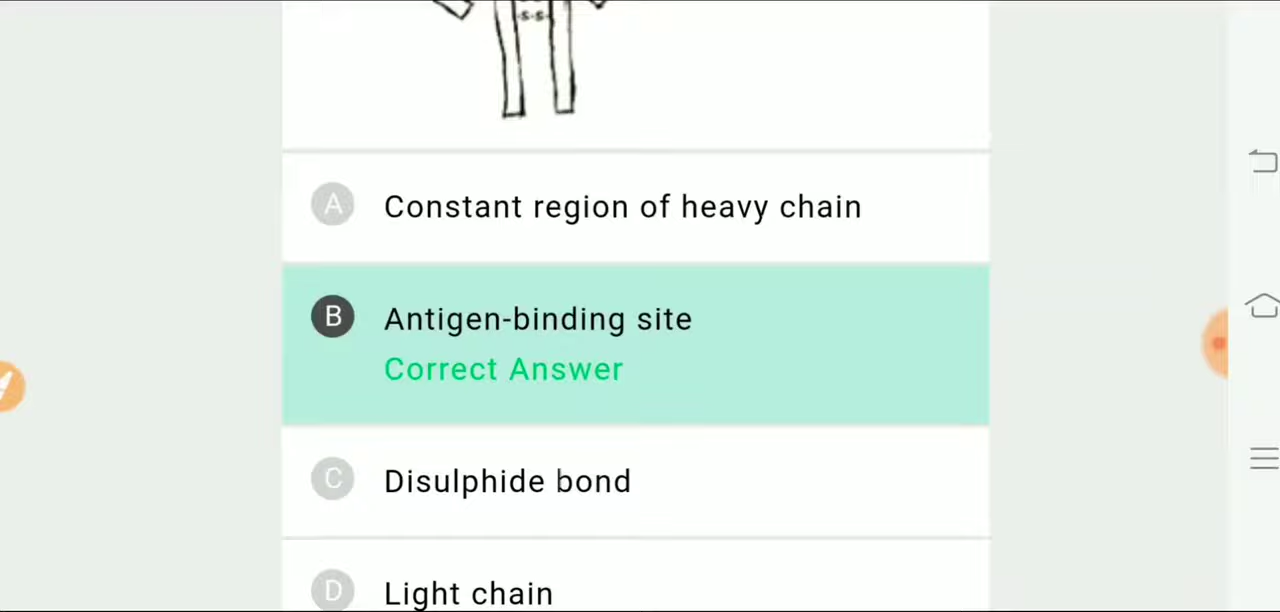 -s-s-
A
Constant region of heavy chain
B
Antigen-binding site
Correct Answer
C
Disulphide bond
D
Light chain